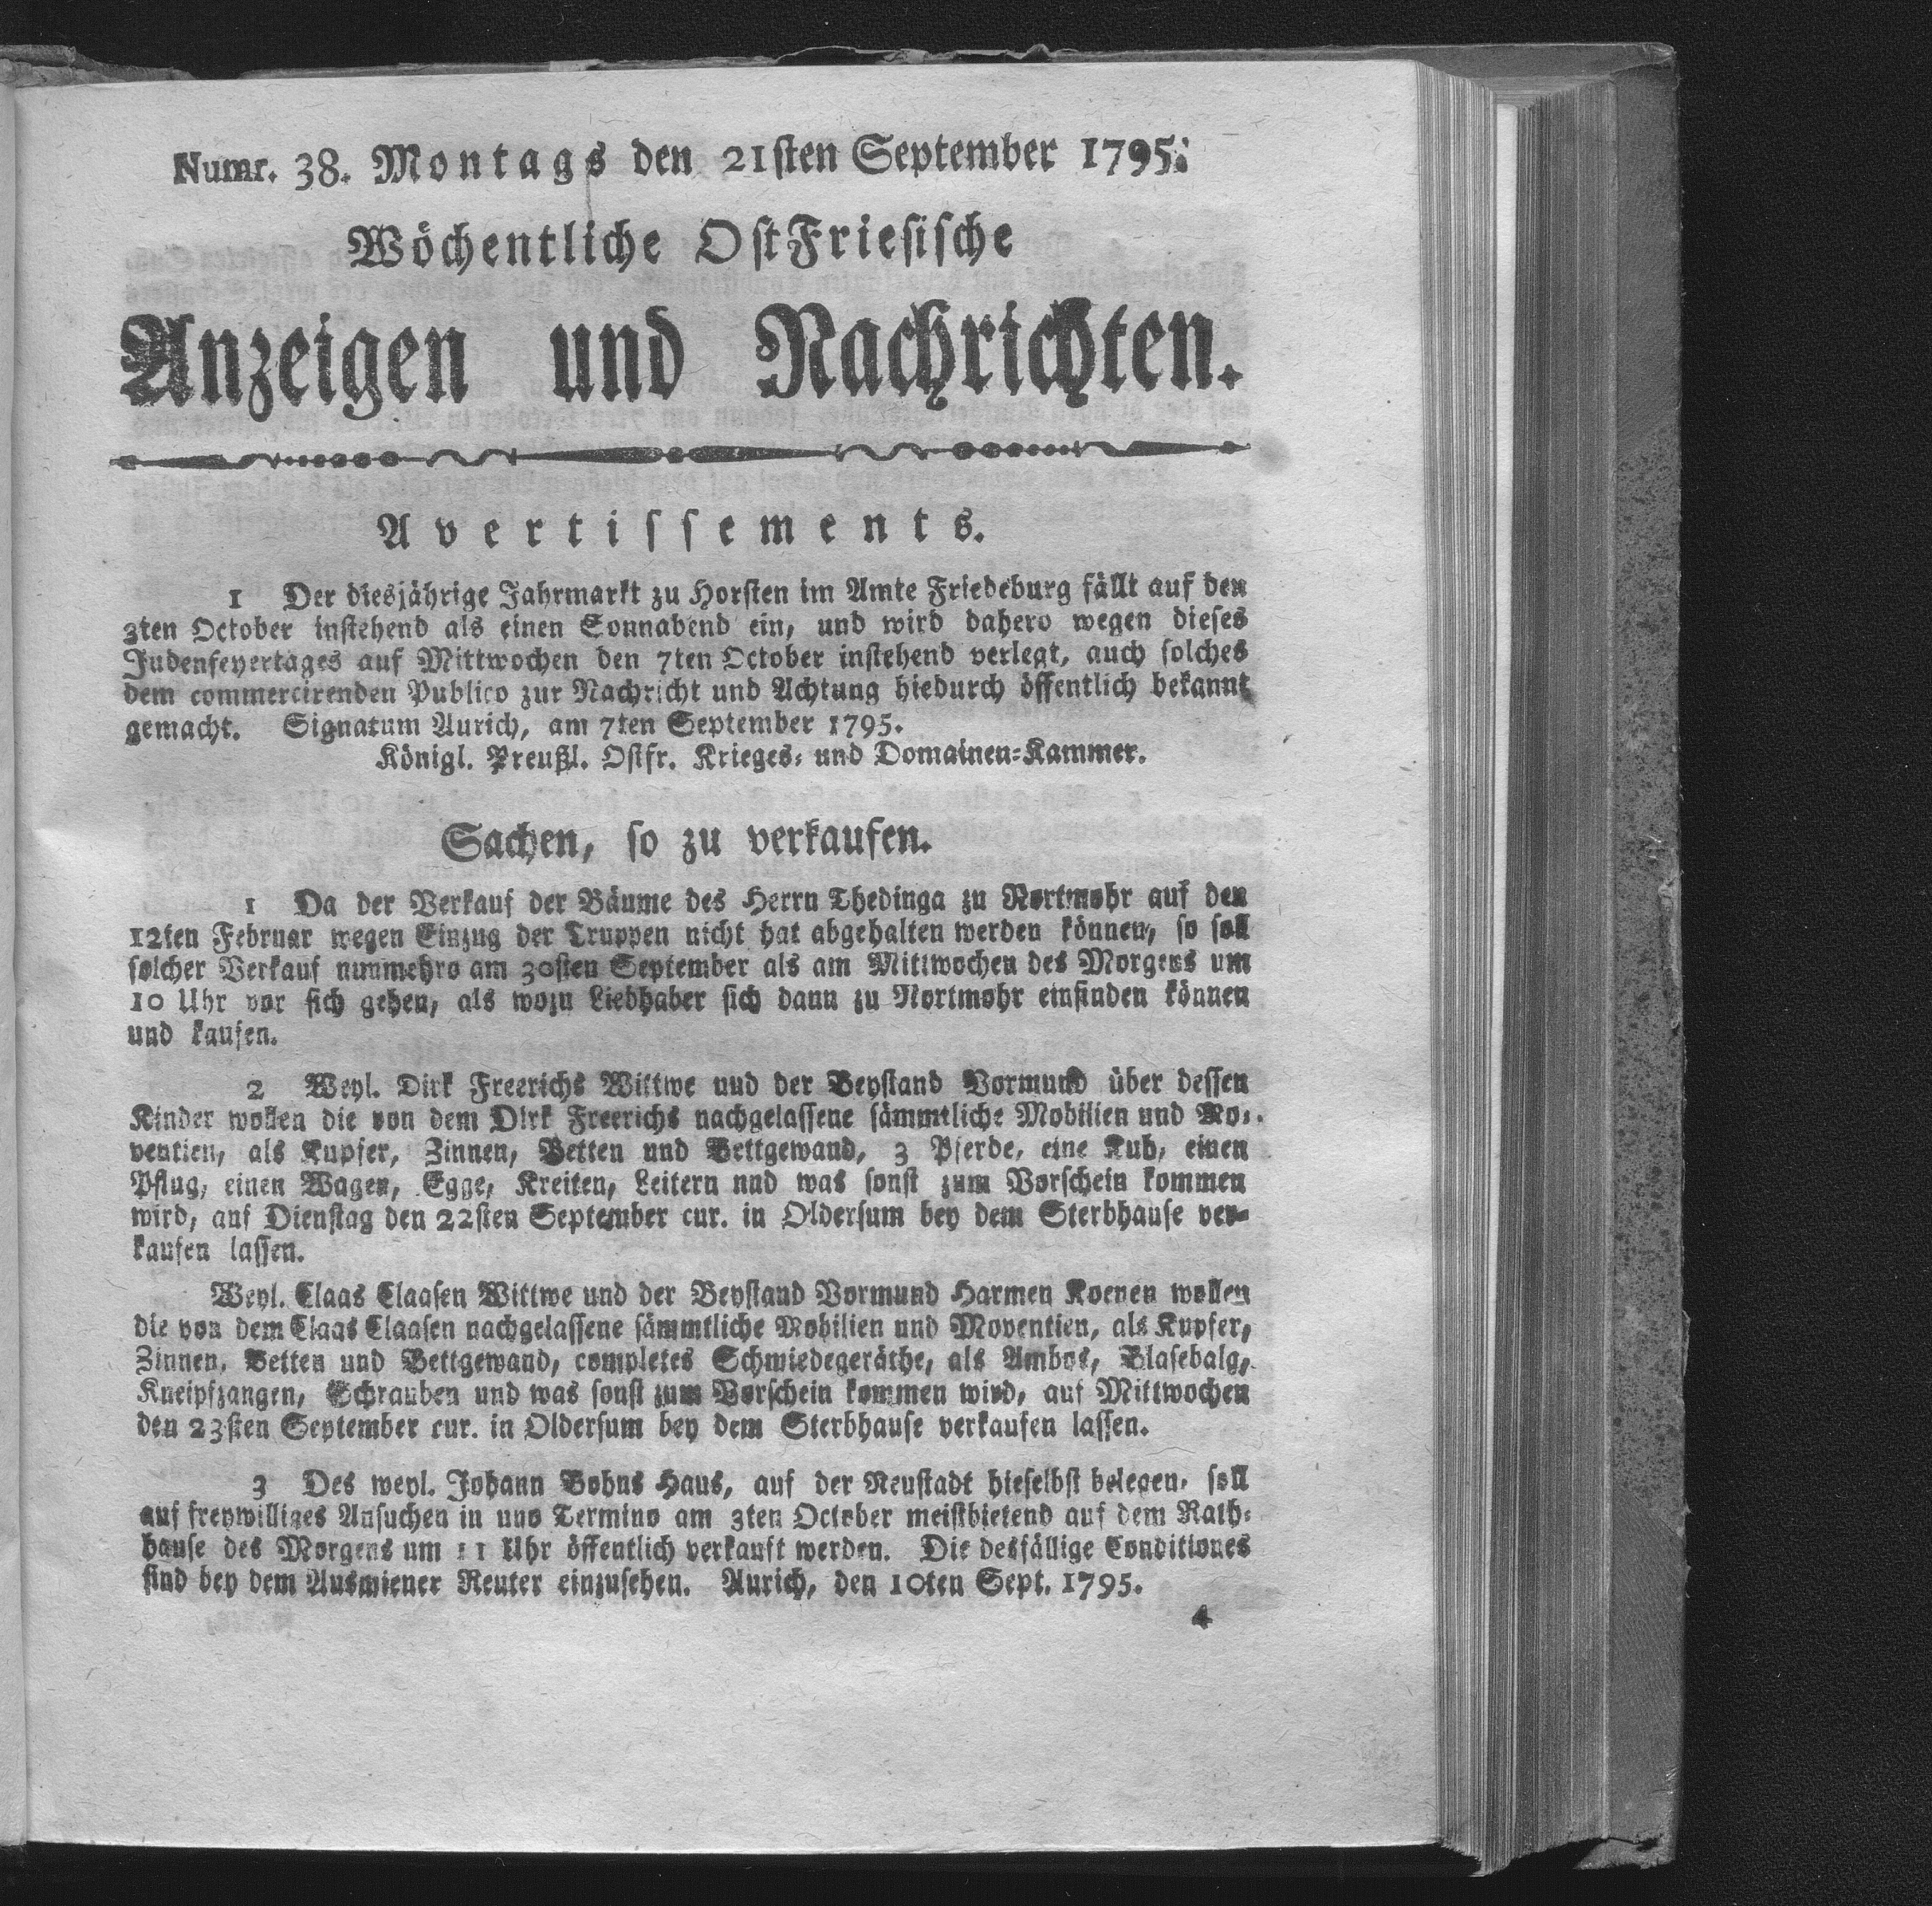 Numr. 38. Montags den 21sten September 1795.
Wöchentliche OstFriesische
Anzeigen und Nachrichten.
Avertissements.
1 Der diesjährige Jahrmarkt zu Horsten im Amte Friedeburg fällt auf den
3ten October instehend als einen Sonnabend ein, und wird dahero wegen dieses
Judenfeyertages auf Mittwochen den 7ten October instehend verlegt, auch solches
dem commercirenden Publico zur Nachricht und Achtung hiedurch öffentlich bekannt
gemacht. Signatum Aurich, am 7ten September 1795.
Königl. Preußl. Ostfr. Krieges- und Domainen-Kammer.
Sachen, so zu verkaufen.
1 Da der Verkauf der Bäume des Herrn Thedinga zu Nortmohr auf den
12ten Februar wegen Einzug der Truppen nicht hat abgehalten werden können, so soll
solcher Verkauf nunmehro am 30sten September als am Mittwochen des Morgens um
10 Uhr vor sich gehen, als wozu Liebhaber sich dann zu Nortmohr einfinden können
und kaufen.
2 Weyl. Dirk Freerichs Wittwe und der Beystand Vormund über dessen
Kinder wollen die von dem Dirk Freerichs nachgelassene sämmtliche Mobilien und Mo-
ventien, als Kupfer, Zinnen, Betten und Bettgewand, 3 Pferde, eine Kuh, einen
Pflug, einen Wagen, Egge, Kreiten, Leitern und was sonst zum Vorschein kommen
wird, auf Dienstag den 22sten September cur. in Oldersum bey dem Sterbhause ver-
kaufen lassen.
Weyl. Claas Claasen Wittwe und der Beystand Vormund Harmen Koenen wollen
die von dem Claas Claasen nachgelassene sämmtliche Mobilien und Moventien, als Kupfer,
Zinnen, Betten und Bettgewand, completes Schmiedegeräthe, als Ambos, Blasebalg,
Kneipfzangen, Schrauben und was sonst zum Vorschein kommen wird, auf Mittwochen
den 23sten September cur. in Oldersum bey dem Sterbhause verkaufen lassen.
3 Des weyl. Johann Bohns Haus, auf der Neustadt hieselbst belegen, soll
auf freywilliges Ansuchen in uno Termino am 3ten October meistbietend auf dem Rath-
hause des Morgens um 11 Uhr öffentlich verkauft werden. Die desfällige Conditiones
sind bey dem Ausmiener Reuter einzusehen. Aurich, den 10ten Sept. 1795.
4